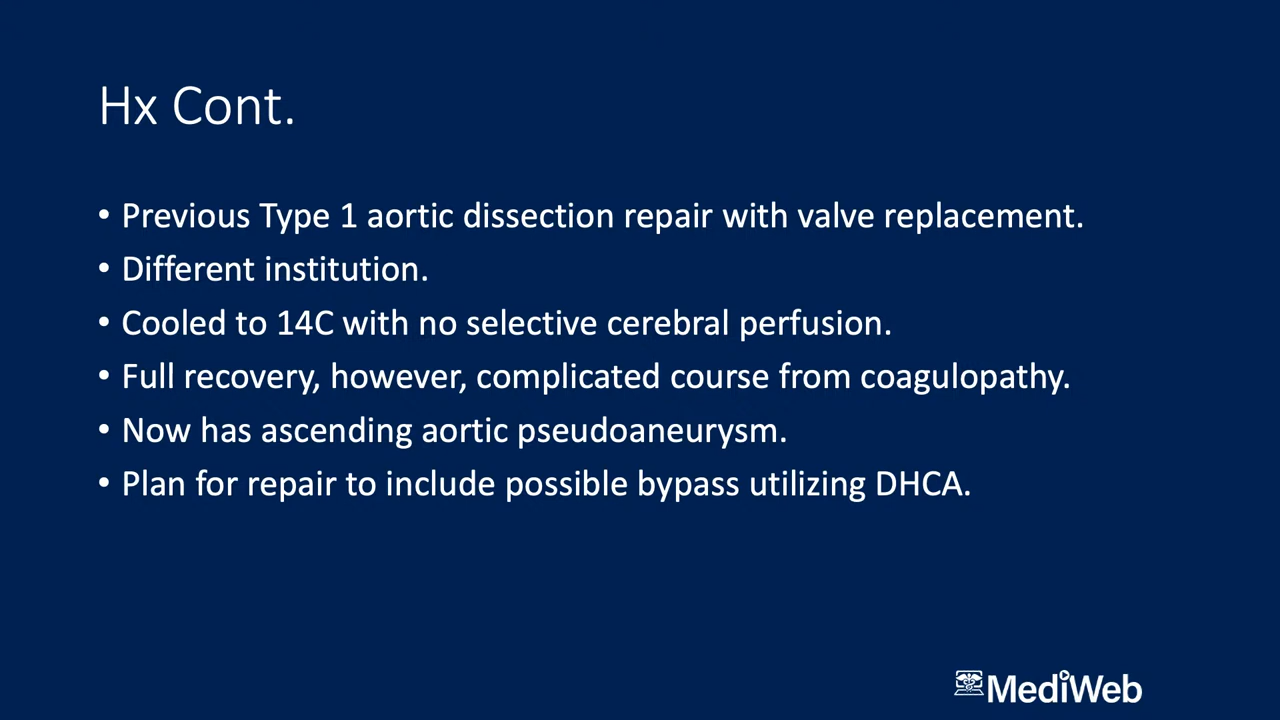 Hx Cont.
• Previous Type 1 aortic dissection repair with valve replacement.
• Different institution.
• Cooled to 14C with no selective cerebral perfusion.
• Full recovery, however, complicated course from coagulopathy.
• Now has ascending aortic pseudoaneurysm.
• Plan for repair to include possible bypass utilizing DHCA.
MediWeb